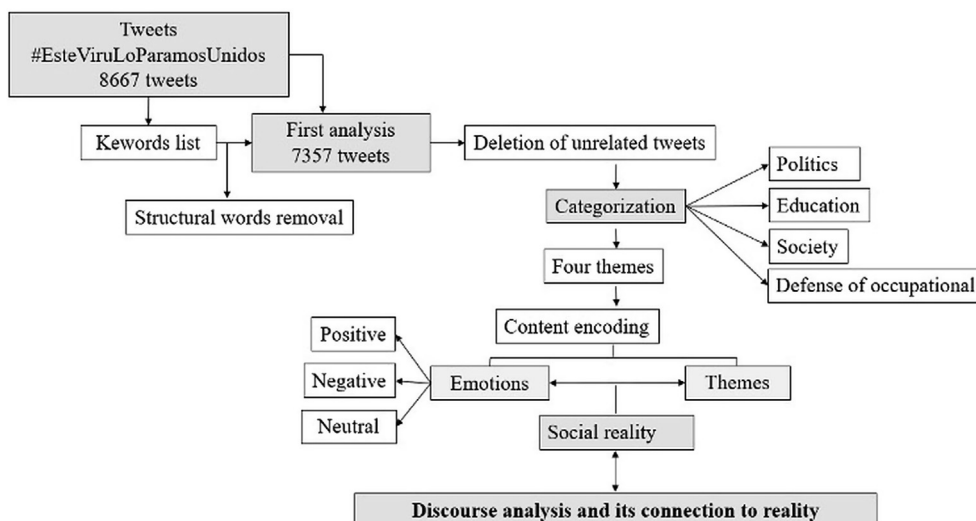 Tweets
#EsteViruLoParamosUnidos
8667 tweets
Kewords list
First analysis
7357 tweets
Deletion of unrelated tweets
Structural words removal
Categorization
Polítics
Education
Society
Defense of occupational
Four themes
Content encoding
Positive
Negative
Neutral
Emotions
Themes
Social reality
Discourse analysis and its connection to reality